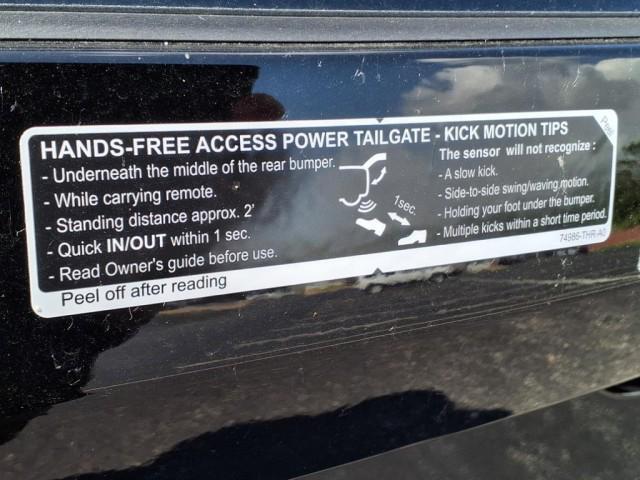 HANDS-FREE ACCESS POWER TAILGATE - KICK MOTION TIPS
- Underneath the middle of the rear bumper.
- While carrying remote.
- Standing distance approx. 2'
- Quick IN/OUT within 1 sec.
- Read Owner's guide before use.
1sec.
The sensor will not recognize :
- A slow kick.
- Side-to-side swing/waving motion.
- Holding your foot under the bumper.
- Multiple kicks within a short time period.
74986-THR-A0
Peel off after reading
Peel